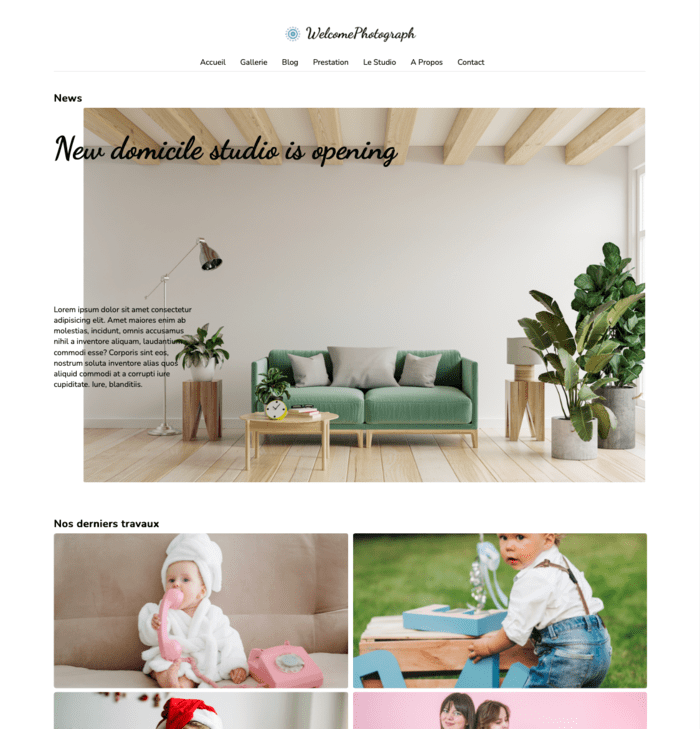 WelcomePhotograph
Accueil Gallerie Blog Prestation Le Studio A Propos Contact
News
New domicile studio is opening
Lorem ipsum dolor sit amet consectetur
adipisicing elit. Amet maiores enim ab
molestias, incidunt, omnis accusamus
nihil a inventore aliquam, laudantium
commodi esse? Corporis sint eos,
nostrum soluta inventore alias quos
aliquid commodi at a corrupti iure
cupiditate. Iure, blanditiis.
Nos derniers travaux